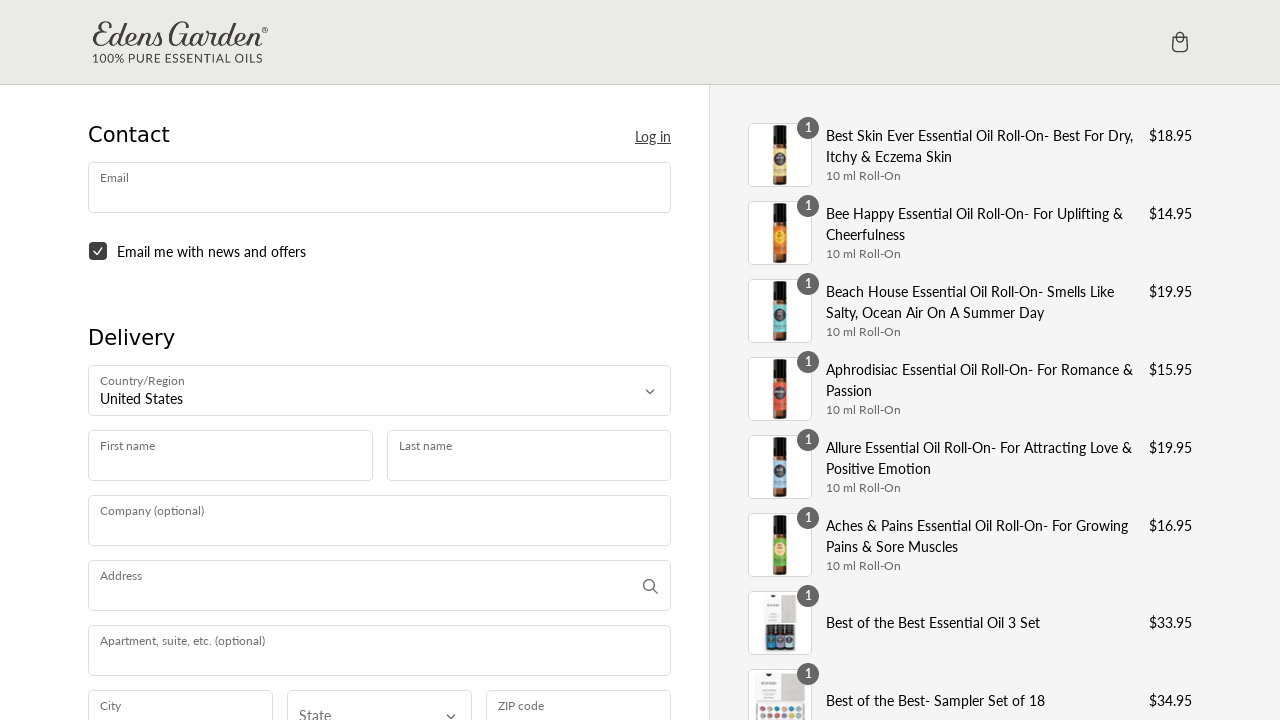 Edens Garden®
100% PURE ESSENTIAL OILS
Contact
Log in
Email
Email me with news and offers
Delivery
Country/Region
United States
First name
Last name
Company (optional)
Address
Apartment, suite, etc. (optional)
City
State
Zip code
1
Best Skin Ever Essential Oil Roll-On- Best For Dry, $18.95
Itchy & Eczema Skin
10 ml Roll-On
1
Bee Happy Essential Oil Roll-On- For Uplifting & $14.95
Cheerfulness
10 ml Roll-On
1
Beach House Essential Oil Roll-On- Smells Like $19.95
Salty, Ocean Air On A Summer Day
10 ml Roll-On
1
Aphrodisiac Essential Oil Roll-On- For Romance & $15.95
Passion
10 ml Roll-On
1
Allure Essential Oil Roll-On- For Attracting Love & $19.95
Positive Emotion
10 ml Roll-On
1
Aches & Pains Essential Oil Roll-On- For Growing $16.95
Pains & Sore Muscles
10 ml Roll-On
1
Best of the Best Essential Oil 3 Set $33.95
1
Best of the Best- Sampler Set of 18 $34.95